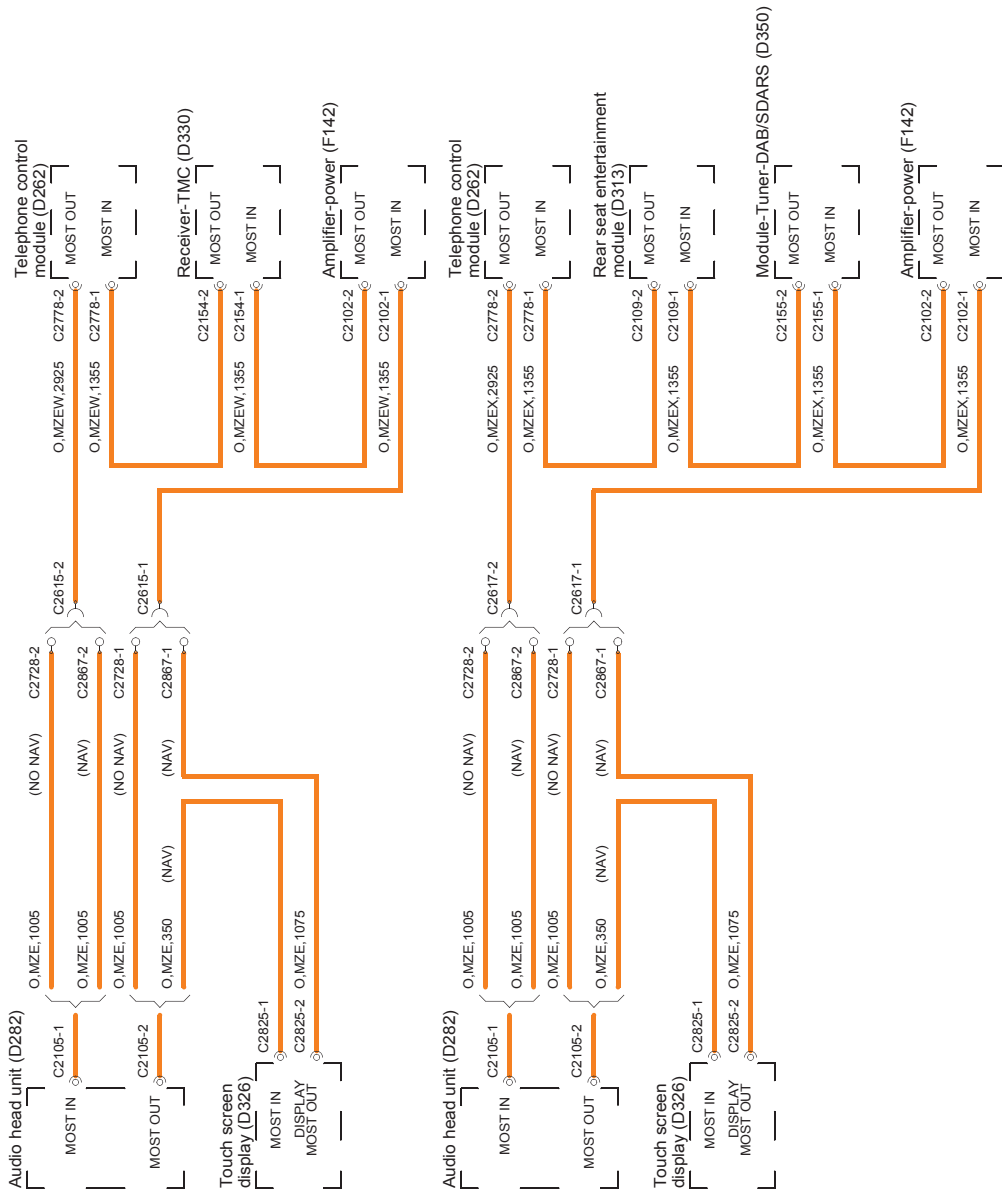 Audio head unit (D282)
MOST IN
MOST OUT
C2105-1
C2105-2
Touch screen
display (D326)
MOST IN
DISPLAY
MOST OUT
C2825-1
C2825-2
O,MZE,1005
O,MZE,1005
O,MZE,1005
O,MZE,350
O,MZE,1075
(NO NAV)
(NAV)
(NO NAV)
(NAV)
(NAV)
C2728-2
C2867-2
C2728-1
C2867-1
C2615-2
C2615-1
O,MZEW,2925
O,MZEW,1355
O,MZEW,1355
O,MZEW,1355
C2778-2
C2778-1
C2154-2
C2154-1
C2102-2
C2102-1
Telephone control
module (D262)
MOST OUT
MOST IN
Receiver-TMC (D330)
MOST OUT
MOST IN
Amplifier-power (F142)
MOST OUT
MOST IN
Audio head unit (D282)
MOST IN
MOST OUT
C2105-1
C2105-2
Touch screen
display (D326)
MOST IN
DISPLAY
MOST OUT
C2825-1
C2825-2
O,MZE,1005
O,MZE,1005
O,MZE,1005
O,MZE,350
O,MZE,1075
(NO NAV)
(NAV)
(NO NAV)
(NAV)
(NAV)
C2728-2
C2867-2
C2728-1
C2867-1
C2617-2
C2617-1
O,MZEX,2925
O,MZEX,1355
O,MZEX,1355
O,MZEX,1355
O,MZEX,1355
C2778-2
C2778-1
C2109-2
C2109-1
C2155-2
C2155-1
C2102-2
C2102-1
Telephone control
module (D262)
MOST OUT
MOST IN
Rear seat entertainment
module (D313)
MOST OUT
MOST IN
Module-Tuner-DAB/SDARS (D350)
MOST OUT
MOST IN
Amplifier-power (F142)
MOST OUT
MOST IN